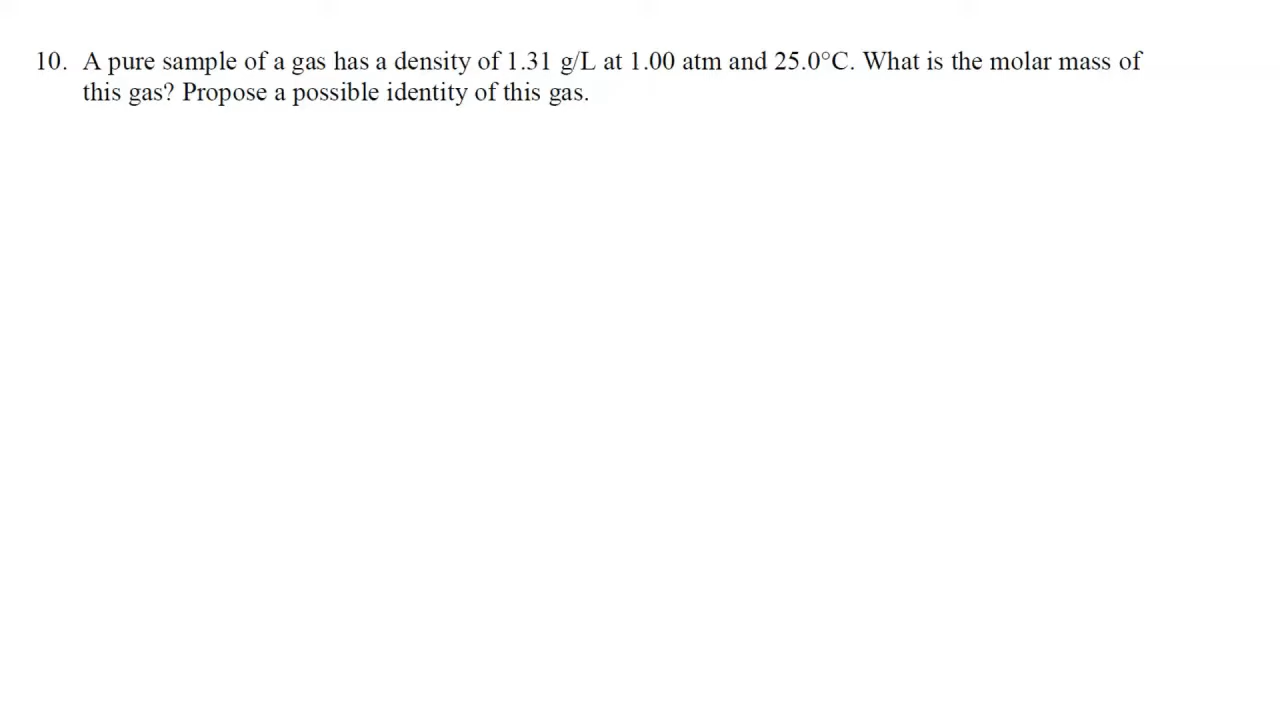 10. A pure sample of a gas has a density of 1.31 g/L at 1.00 atm and 25.0°C. What is the molar mass of
this gas? Propose a possible identity of this gas.